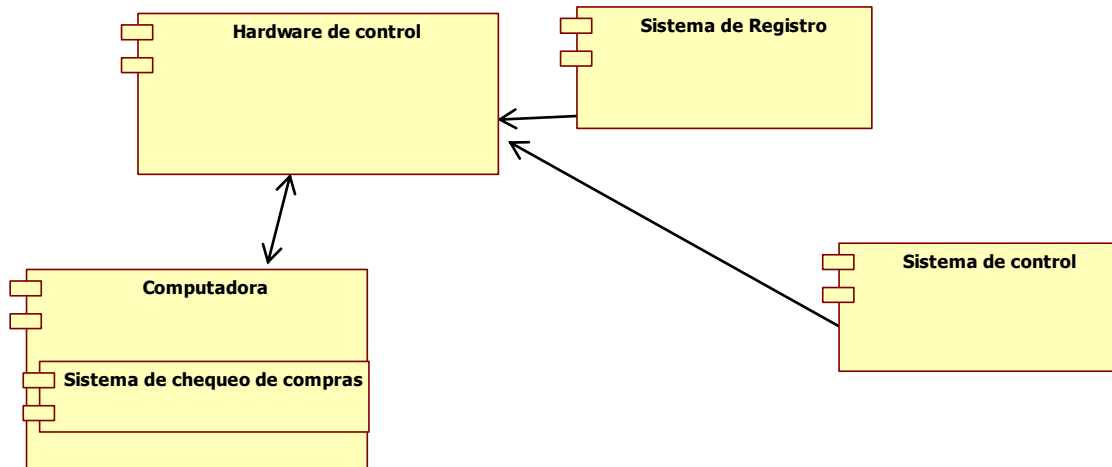 Hardware de control
Sistema de Registro
Sistema de control
Computadora
Sistema de chequeo de compras